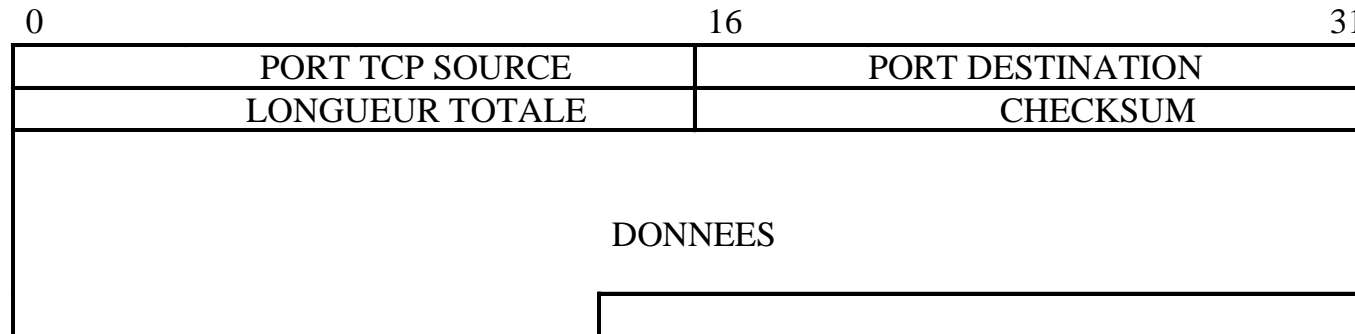 0 16 31
PORT TCP SOURCE PORT DESTINATION
LONGUEUR TOTALE CHECKSUM
DONNEES